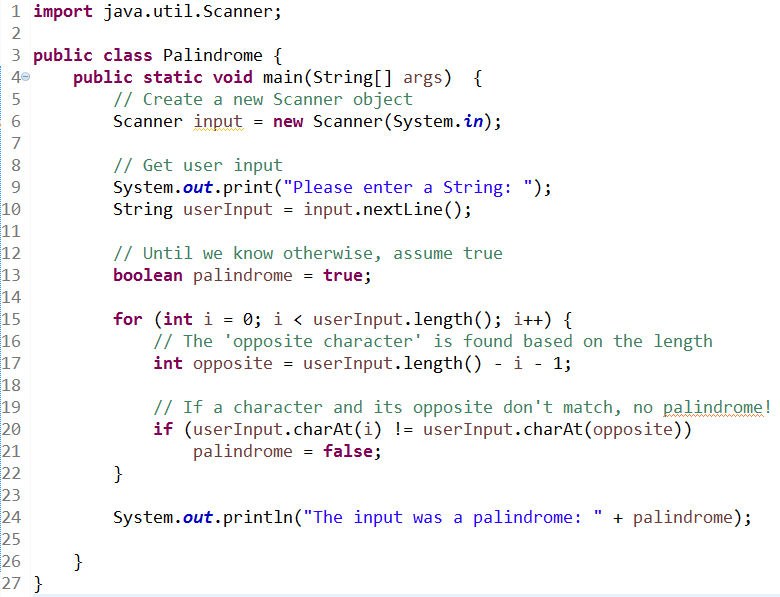 1 import java.util.Scanner;
2
3 public class Palindrome {
4     public static void main(String[] args)  {
5         // Create a new Scanner object
6         Scanner input = new Scanner(System.in);
7
8         // Get user input
9         System.out.print("Please enter a String: ");
10         String userInput = input.nextLine();
11
12         // Until we know otherwise, assume true
13         boolean palindrome = true;
14
15         for (int i = 0; i < userInput.length(); i++) {
16             // The 'opposite character' is found based on the length
17             int opposite = userInput.length() - i - 1;
18
19             // If a character and its opposite don't match, no palindrome!
20             if (userInput.charAt(i) != userInput.charAt(opposite))
21                 palindrome = false;
22         }
23
24         System.out.println("The input was a palindrome: " + palindrome);
25
26     }
27 }